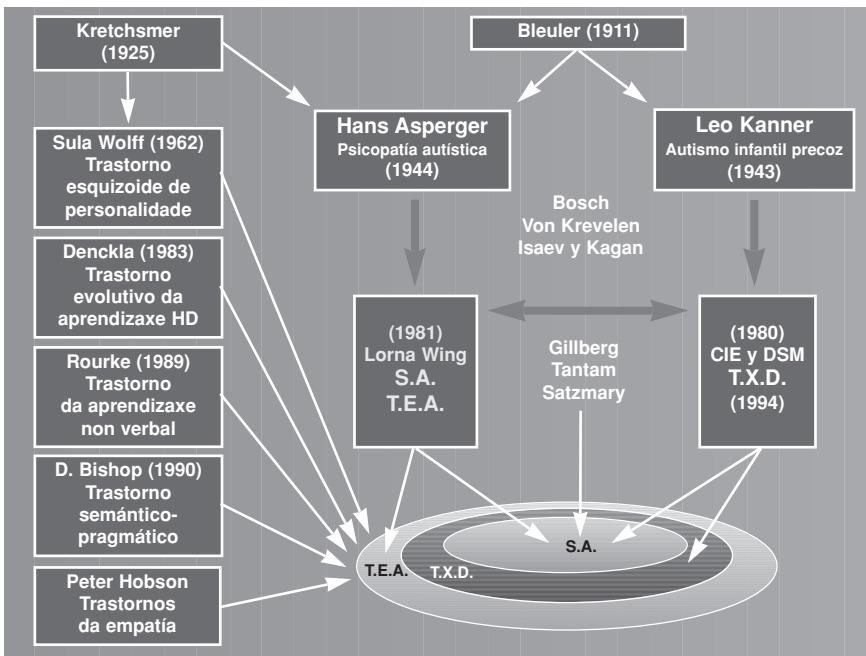 Kretchsmer
(1925)
Bleuler (1911)
Sula Wolff (1962)
Trastorno
esquizoide de
personalidade
Hans Asperger
Psicopatía autística
(1944)
Leo Kanner
Autismo infantil precoz
(1943)
Bosch
Von Krevelen
Isaev y Kagan
Denckla (1983)
Trastorno
evolutivo da
aprendizaxe HD
(1981)
Lorna Wing
S.A.
T.E.A.
Gillberg
Tantam
Satzmary
(1980)
CIE y DSM
T.X.D.
(1994)
Rourke (1989)
Trastorno
da aprendizaxe
non verbal
D. Bishop (1990)
Trastorno
semántico-
pragmático
Peter Hobson
Trastornos
da empatía
T.E.A.
T.X.D.
S.A.